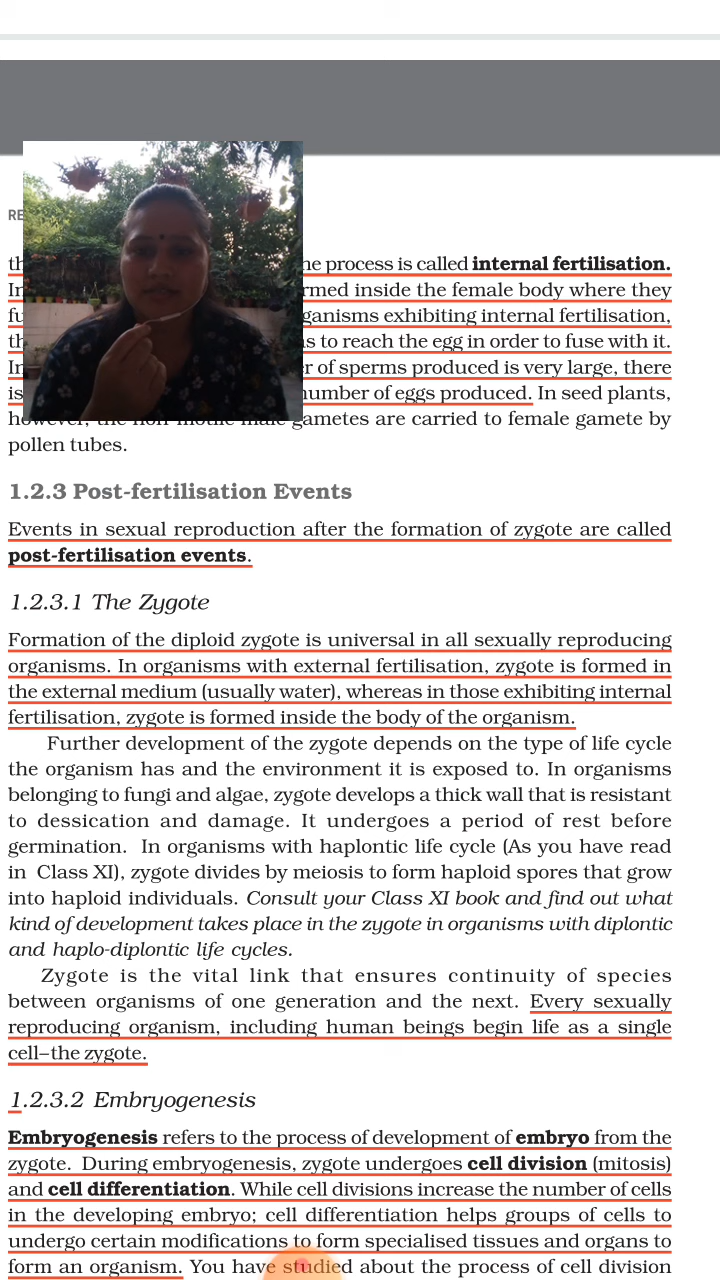 RE
th he process is called internal fertilisation.
In rmed inside the female body where they
fu ganisms exhibiting internal fertilisation,
th s to reach the egg in order to fuse with it.
In r of sperms produced is very large, there
is number of eggs produced. In seed plants,
however, the non-motile male gametes are carried to female gamete by
pollen tubes.
1.2.3 Post-fertilisation Events
Events in sexual reproduction after the formation of zygote are called
post-fertilisation events.
1.2.3.1 The Zygote
Formation of the diploid zygote is universal in all sexually reproducing
organisms. In organisms with external fertilisation, zygote is formed in
the external medium (usually water), whereas in those exhibiting internal
fertilisation, zygote is formed inside the body of the organism.
Further development of the zygote depends on the type of life cycle
the organism has and the environment it is exposed to. In organisms
belonging to fungi and algae, zygote develops a thick wall that is resistant
to dessication and damage. It undergoes a period of rest before
germination. In organisms with haplontic life cycle (As you have read
in Class XI), zygote divides by meiosis to form haploid spores that grow
into haploid individuals. Consult your Class XI book and find out what
kind of development takes place in the zygote in organisms with diplontic
and haplo-diplontic life cycles.
Zygote is the vital link that ensures continuity of species
between organisms of one generation and the next. Every sexually
reproducing organism, including human beings begin life as a single
cell–the zygote.
1.2.3.2 Embryogenesis
Embryogenesis refers to the process of development of embryo from the
zygote. During embryogenesis, zygote undergoes cell division (mitosis)
and cell differentiation. While cell divisions increase the number of cells
in the developing embryo; cell differentiation helps groups of cells to
undergo certain modifications to form specialised tissues and organs to
form an organism. You have studied about the process of cell division